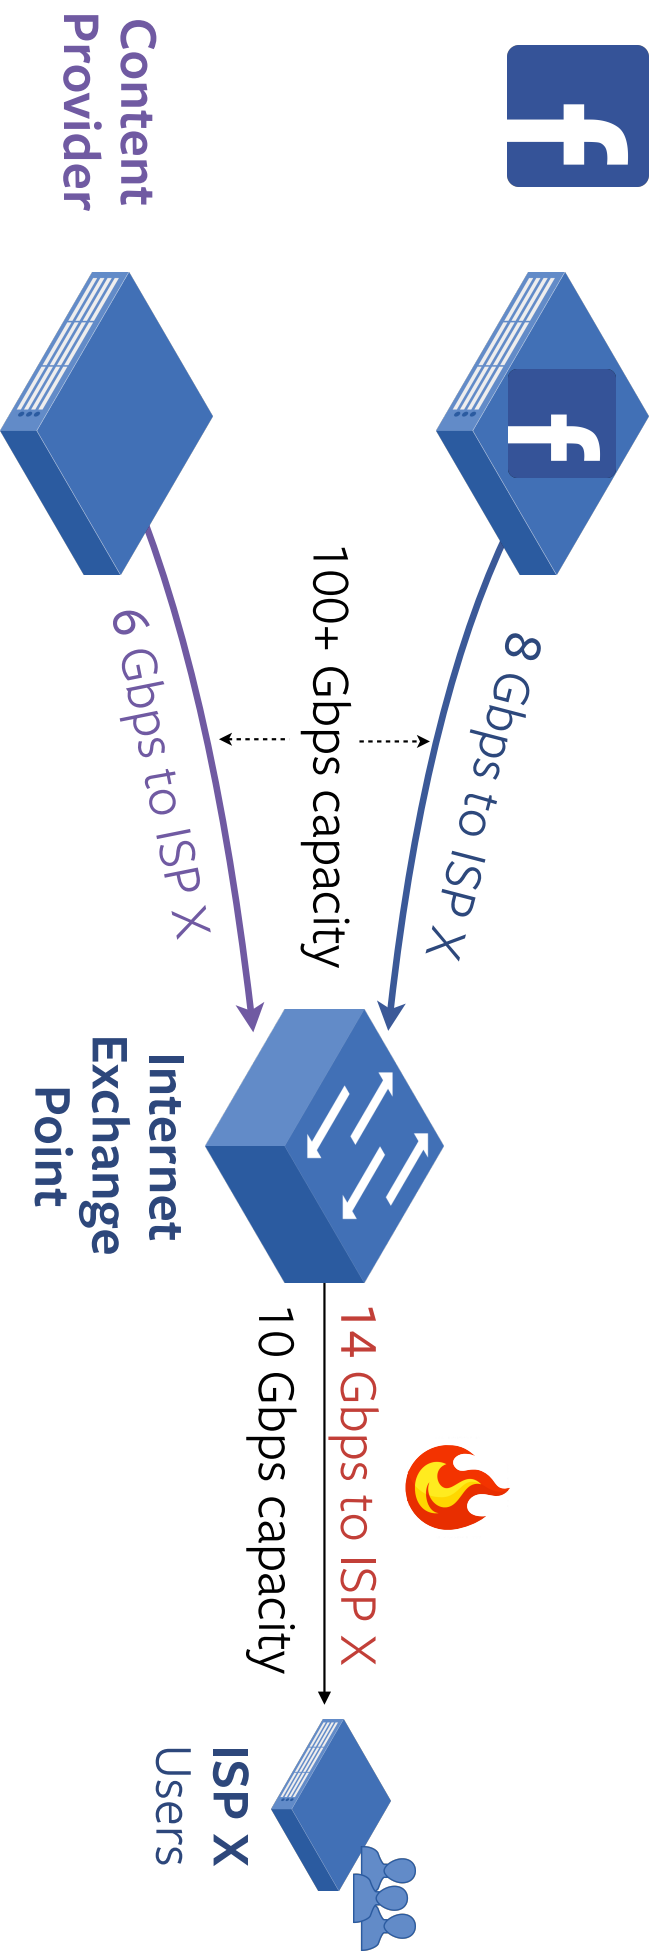 f
f
8 Gbps to ISP X
100+ Gbps capacity
Content
Provider
6 Gbps to ISP X
Internet
Exchange
Point
14 Gbps to ISP X
10 Gbps capacity
ISP X
Users